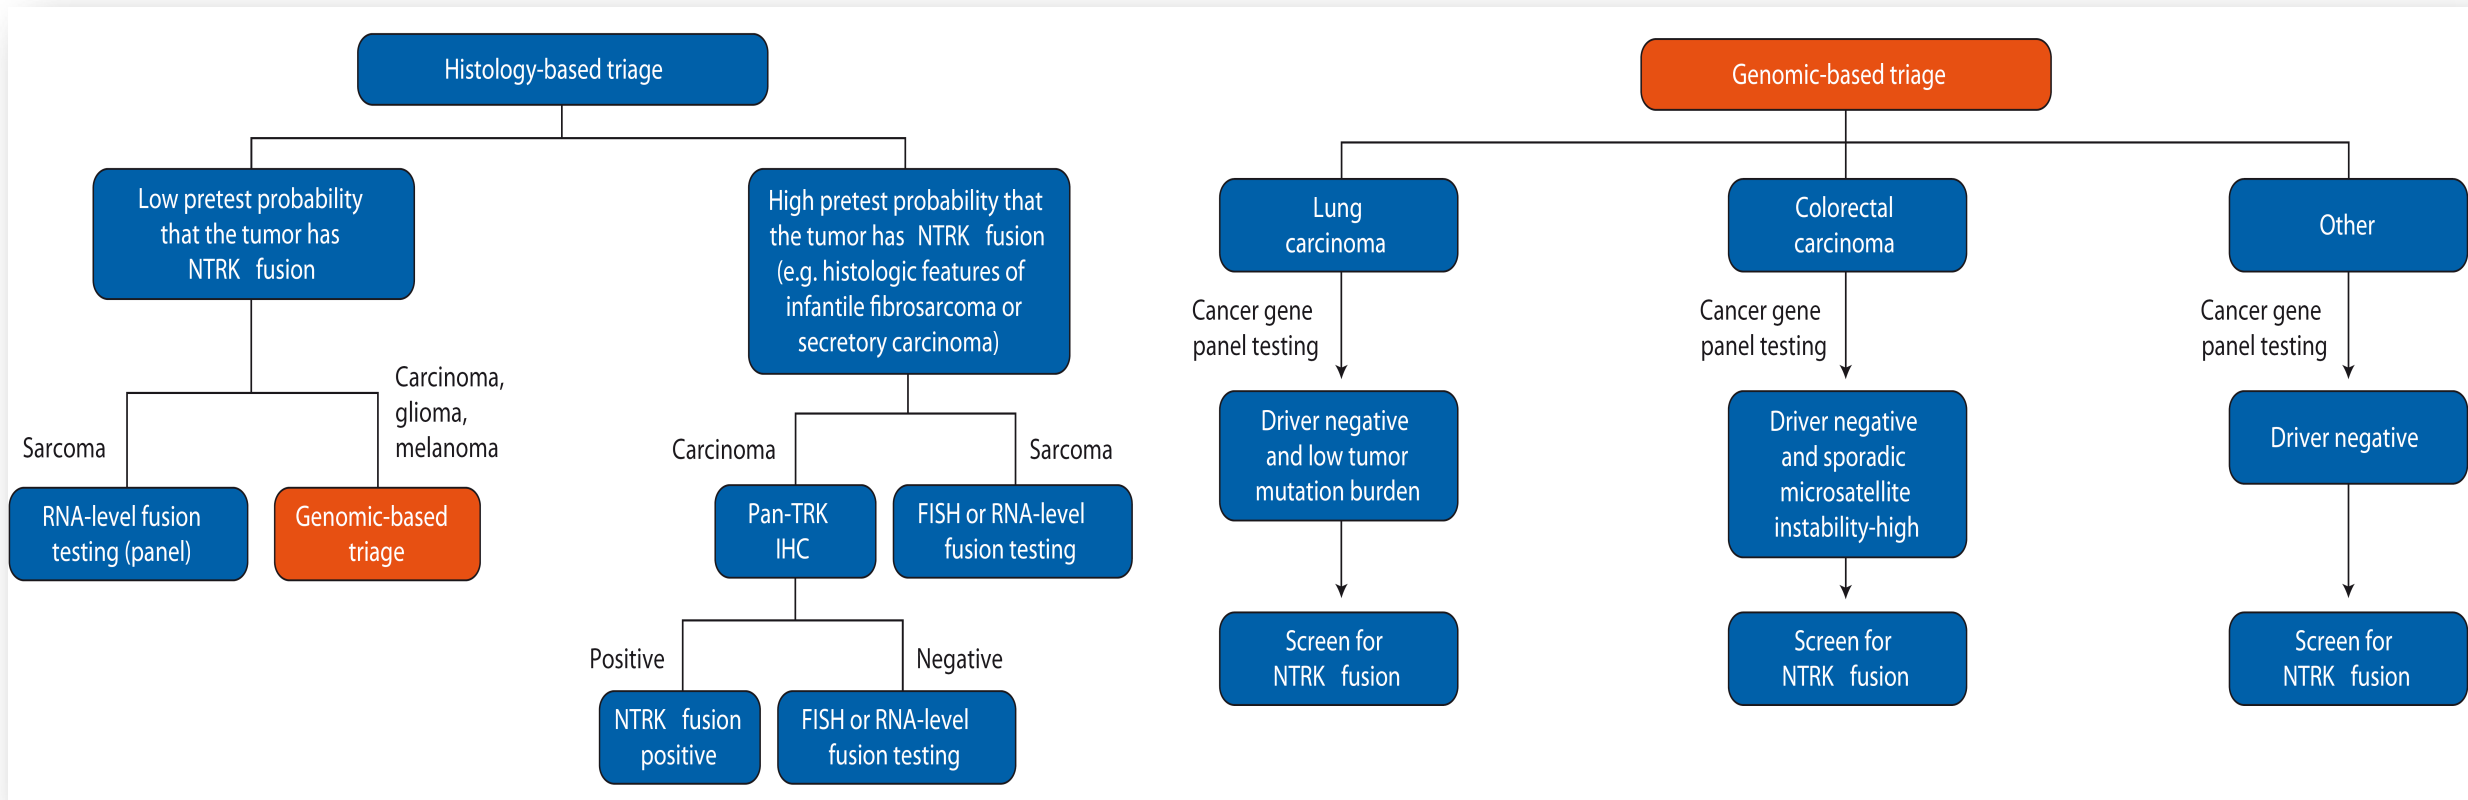 Histology-based triage
Low pretest probability
that the tumor has
NTRK fusion
High pretest probability that
the tumor has NTRK fusion
(e.g. histologic features of
infantile fibrosarcoma or
secretory carcinoma)
Sarcoma
Carcinoma,
glioma,
melanoma
RNA-level fusion
testing (panel)
Genomic-based
triage
Carcinoma
Sarcoma
Pan-TRK
IHC
FISH or RNA-level
fusion testing
Positive
Negative
NTRK fusion
positive
FISH or RNA-level
fusion testing
Genomic-based triage
Lung
carcinoma
Colorectal
carcinoma
Other
Cancer gene
panel testing
Cancer gene
panel testing
Cancer gene
panel testing
Driver negative
and low tumor
mutation burden
Driver negative
and sporadic
microsatellite
instability-high
Driver negative
Screen for
NTRK fusion
Screen for
NTRK fusion
Screen for
NTRK fusion